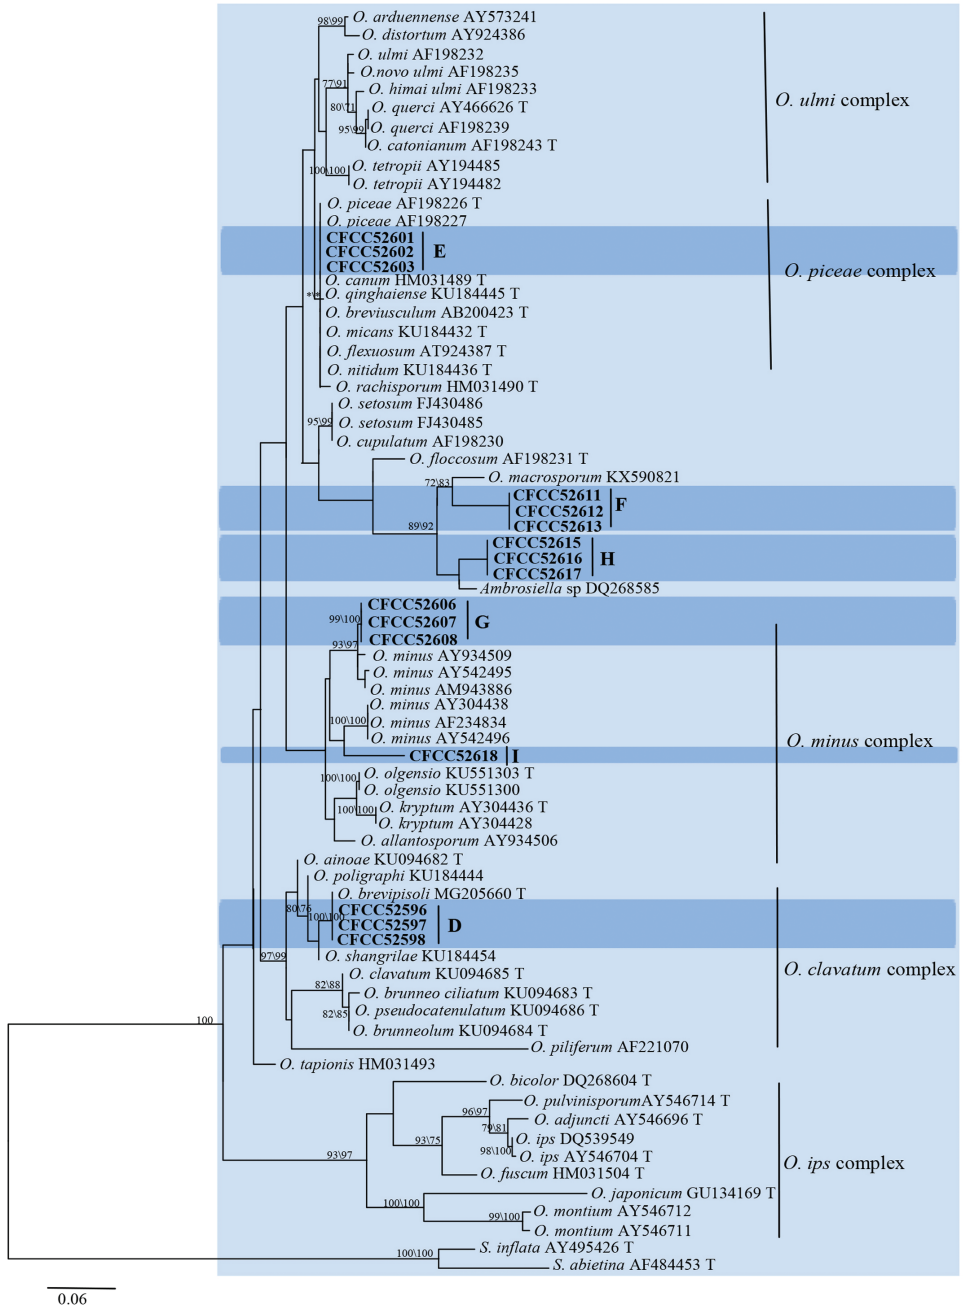 98\99
O. arduennense AY573241
O. distortum AY924386
O. ulmi AF198232
O.novo ulmi AF198235
77\91
O. himai ulmi AF198233
80\71
O. querci AY466626 T
95\99
O. querci AF198239
O. catonianum AF198243 T
O. ulmi complex
100\100
O. tetropii AY194485
O. tetropii AY194482
O. piceae AF198226 T
O. piceae AF198227
CFCC52601
CFCC52602
CFCC52603
E
O. canum HM031489 T
*\*
O. qinghaiense KU184445 T
O. breviusculum AB200423 T
O. micans KU184432 T
O. flexuosum AT924387 T
O. nitidum KU184436 T
O. rachisporum HM031490 T
O. piceae complex
O. setosum FJ430486
95\99
O. setosum FJ430485
O. cupulatum AF198230
O. floccosum AF198231 T
O. macrosporum KX590821
72\83
CFCC52611
CFCC52612
CFCC52613
F
89\92
CFCC52615
CFCC52616
CFCC52617
H
Ambrosiella sp DQ268585
CFCC52606
99\100
CFCC52607
CFCC52608
G
93\97
O. minus AY934509
O. minus AY542495
O. minus AM943886
O. minus AY304438
100\100
O. minus AF234834
O. minus AY542496
O. minus complex
CFCC52618
I
O. olgensio KU551303 T
100\100
O. olgensio KU551300
O. kryptum AY304436 T
100\100
O. kryptum AY304428
O. allantosporum AY934506
O. ainoae KU094682 T
O. poligraphi KU184444
O. brevipisoli MG205660 T
80\76
100\100
CFCC52596
CFCC52597
CFCC52598
D
97\99
O. shangrilae KU184454
O. clavatum KU094685 T
82\88
O. brunneo ciliatum KU094683 T
82\85
O. pseudocatenulatum KU094686 T
O. brunneolum KU094684 T
O. piliferum AF221070
O. clavatum complex
100
O. tapionis HM031493
O. bicolor DQ268604 T
O. pulvinisporumAY546714 T
96\97
O. adjuncti AY546696 T
79\81
O. ips DQ539549
98\100
O. ips AY546704 T
93\75
O. fuscum HM031504 T
93\97
O. ips complex
O. japonicum GU134169 T
100\100
O. montium AY546712
99\100
O. montium AY546711
S. inflata AY495426 T
100\100
S. abietina AF484453 T
0.06